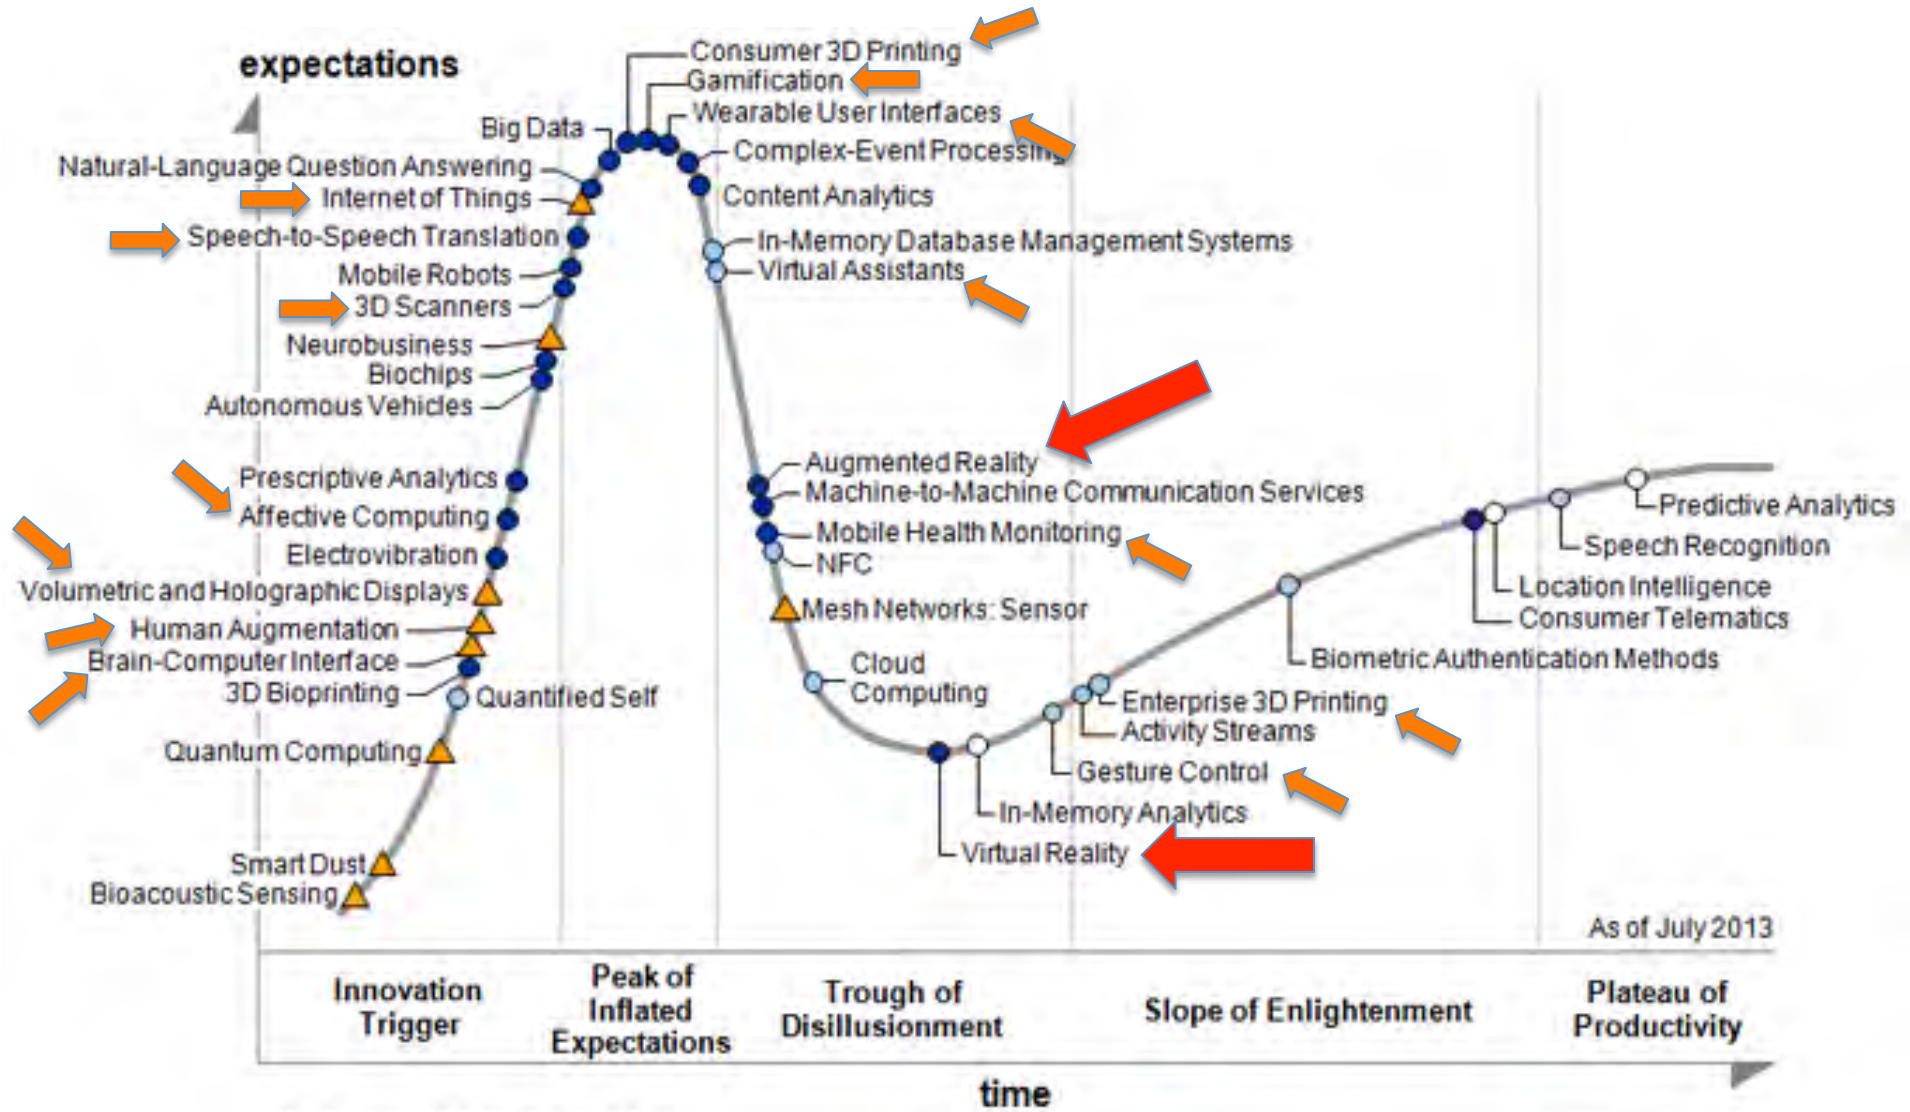 expectations
Consumer 3D Printing
Gamification
Wearable User Interfaces
Big Data
Complex-Event Processing
Natural-Language Question Answering
Internet of Things
Content Analytics
Speech-to-Speech Translation
In-Memory Database Management Systems
Mobile Robots
Virtual Assistants
3D Scanners
Neurobusiness
Biochips
Autonomous Vehicles
Augmented Reality
Prescriptive Analytics
Machine-to-Machine Communication Services
Predictive Analytics
Affective Computing
Mobile Health Monitoring
Speech Recognition
Electrovibration
NFC
Location Intelligence
Volumetric and Holographic Displays
Mesh Networks: Sensor
Consumer Telematics
Human Augmentation
Brain-Computer Interface
Cloud
Computing
Biometric Authentication Methods
3D Bioprinting
Quantified Self
Enterprise 3D Printing
Activity Streams
Quantum Computing
Gesture Control
In-Memory Analytics
Virtual Reality
Smart Dust
Bioacoustic Sensing
As of July 2013
Innovation
Trigger
Peak of
Inflated
Expectations
Trough of
Disillusionment
Slope of Enlightenment
Plateau of
Productivity
time